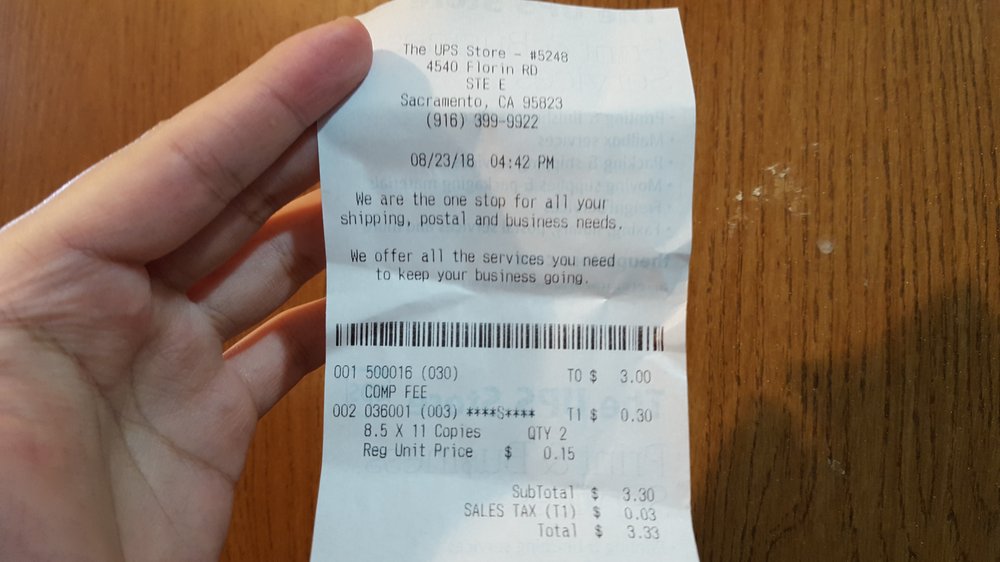 The UPS Store - #5248
4540 Florin RD
STE E
Sacramento, CA 95823
(916) 399-9922
08/23/18 04:42 PM
We are the one stop for all your
shipping, postal and business needs.
We offer all the services you need
to keep your business going.
001 500016 (030) T0 $ 3.00
COMP FEE
002 036001 (003) ****S**** T1 $ 0.30
8.5 X 11 Copies QTY 2
Reg Unit Price $ 0.15
SubTotal $ 3.30
SALES TAX (T1) $ 0.03
Total $ 3.33